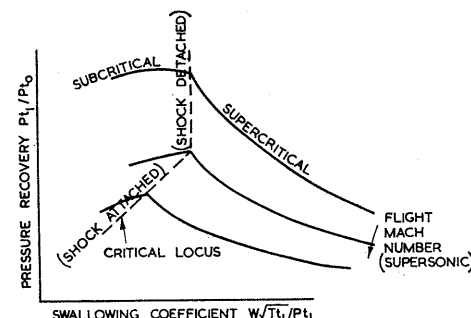 PRESSURE RECOVERY Pt₁/Pt₀
SUBCRITICAL
(SHOCK DETACHED)
SUPERCRITICAL
(SHOCK ATTACHED)
CRITICAL LOCUS
FLIGHT
MACH
NUMBER
(SUPERSONIC)
SWALLOWING COEFFICIENT W√Tt₁/Pt₁